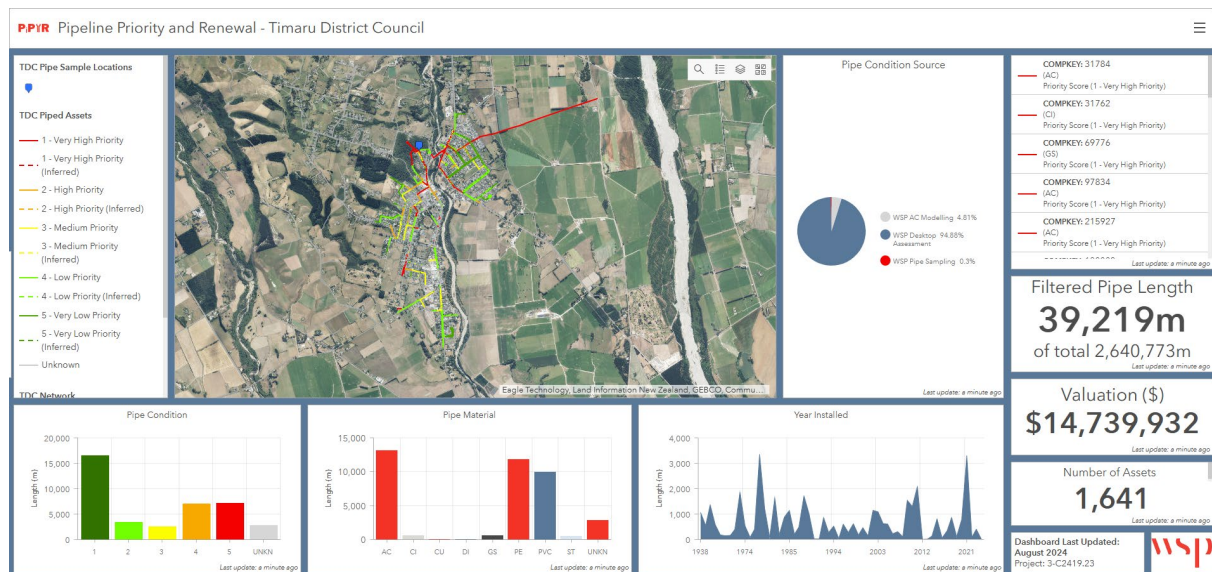 PiPYR Pipeline Priority and Renewal - Timaru District Council
TDC Pipe Sample Locations
TDC Piped Assets
1 - Very High Priority
1 - Very High Priority
(Inferred)
2 - High Priority
2 - High Priority (Inferred)
3 - Medium Priority
3 - Medium Priority
(Inferred)
4 - Low Priority
4 - Low Priority (Inferred)
5 - Very Low Priority
5 - Very Low Priority
(Inferred)
Unknown
TDC Network
Eagle Technology, Land Information New Zealand, GEBCO, Commu...
Pipe Condition Source
WSP AC Modelling 4.81%
WSP Desktop 94.88%
Assessment
WSP Pipe Sampling 0.3%
Last update: a minute ago
COMPKEY: 31784
(AC)
Priority Score (1 - Very High Priority)
COMPKEY: 31762
(CI)
Priority Score (1 - Very High Priority)
COMPKEY: 69776
(GS)
Priority Score (1 - Very High Priority)
COMPKEY: 97834
(AC)
Priority Score (1 - Very High Priority)
COMPKEY: 215927
(AC)
Priority Score (1 - Very High Priority)
Last update: a minute ago
Filtered Pipe Length
39,219m
of total 2,640,773m
Last update: a minute ago
Valuation ($)
$14,739,932
Last update: a minute ago
Number of Assets
1,641
Last update: a minute ago
Dashboard Last Updated:
August 2024
Project: 3-C2419.23
wsp
Pipe Condition
Length (m)
20,000
15,000
10,000
5,000
0
1 2 3 4 5 UNKN
Last update: a minute ago
Pipe Material
Length (m)
15,000
10,000
5,000
0
AC CI CU DI GS PE PVC ST UNKN
Last update: a minute ago
Year Installed
Length (m)
4,000
3,000
2,000
1,000
0
1938 1974 1985 1994 2003 2012 2021
Last update: a minute ago